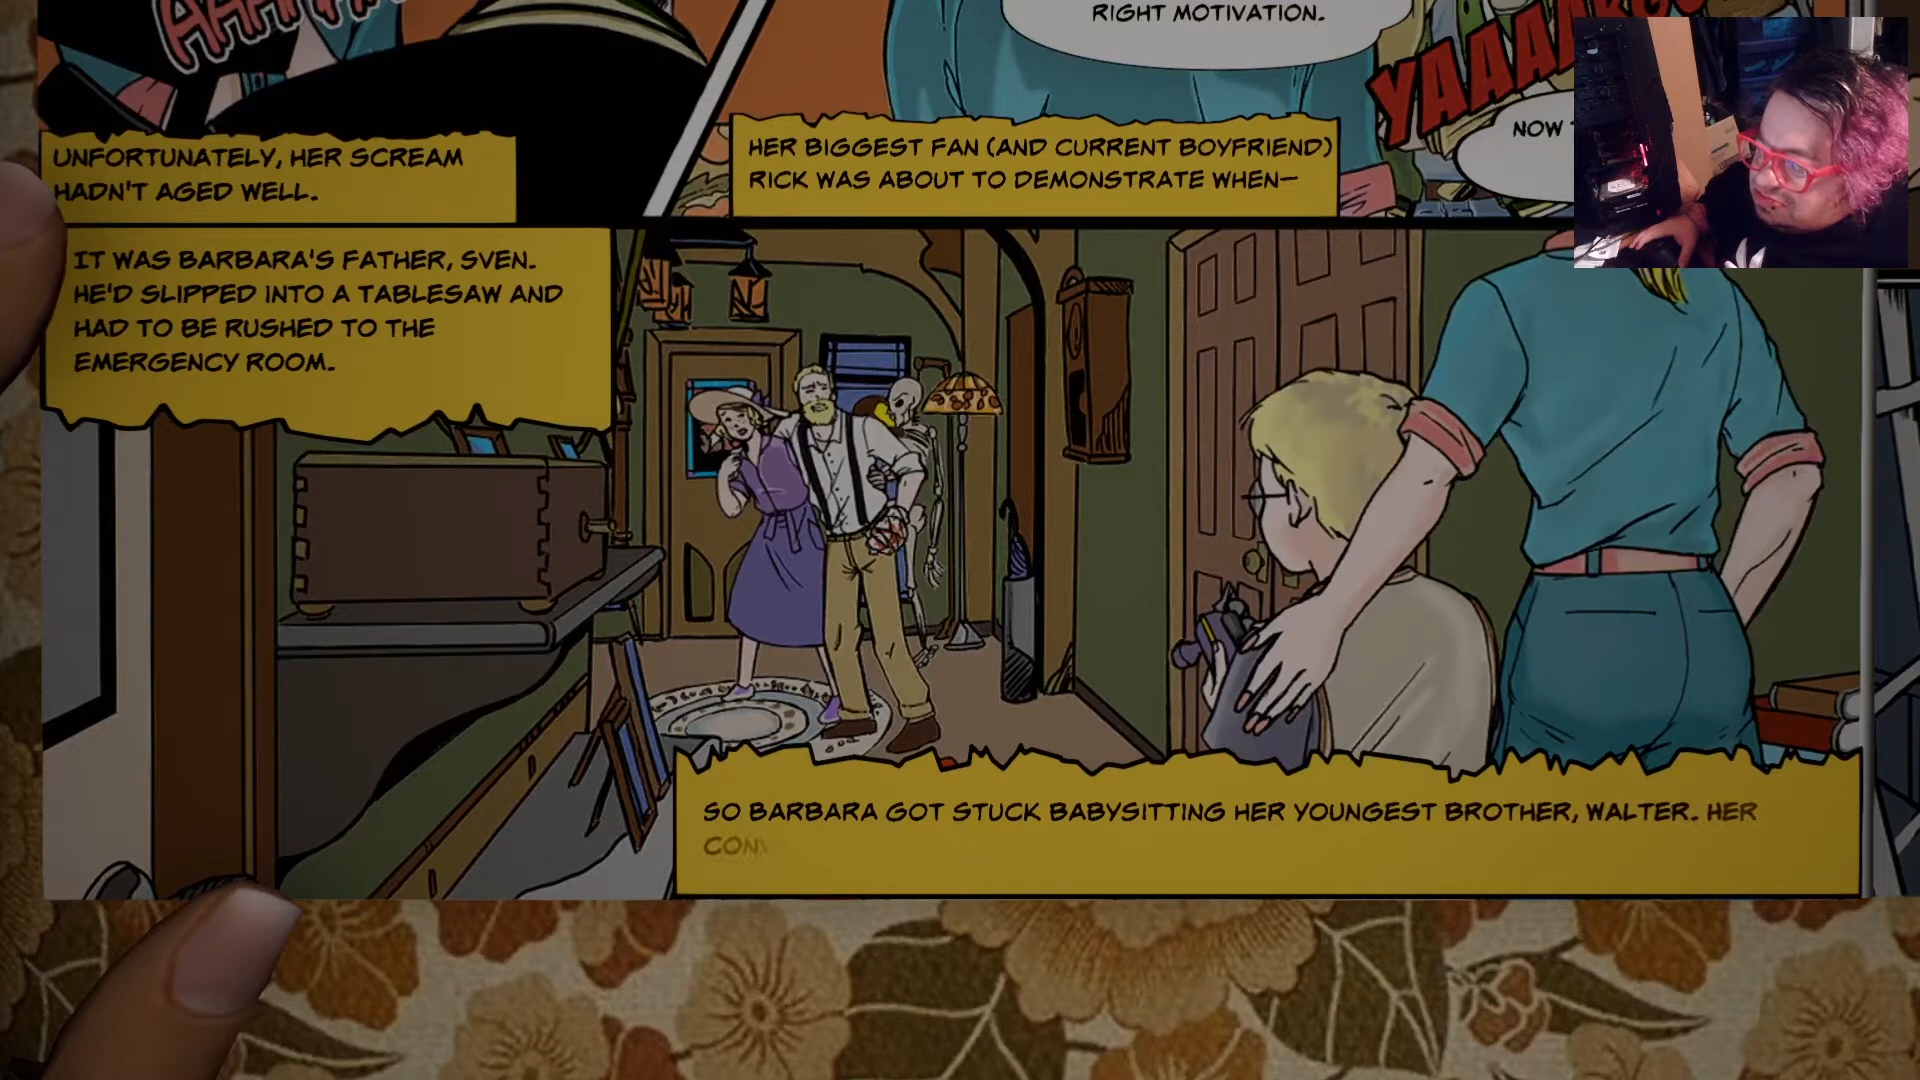 RIGHT MOTIVATION.
UNFORTUNATELY, HER SCREAM
HADN'T AGED WELL.
HER BIGGEST FAN (AND CURRENT BOYFRIEND)
RICK WAS ABOUT TO DEMONSTRATE WHEN—
NOW
IT WAS BARBARA'S FATHER, SVEN.
HE'D SLIPPED INTO A TABLESAW AND
HAD TO BE RUSHED TO THE
EMERGENCY ROOM.
SO BARBARA GOT STUCK BABYSITTING HER YOUNGEST BROTHER, WALTER. HER